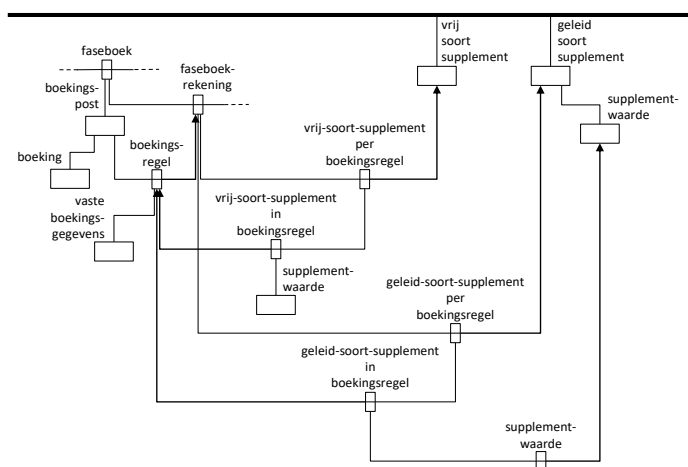 vrij
soort
supplement
geleid
soort
supplement
faseboek
faseboek-
rekening
boekings-
post
supplement-
waarde
vrij-soort-supplement
per
boekingsregel
boekings-
regel
boeking
vaste
boekings-
gegevens
vrij-soort-supplement
in
boekingsregel
supplement-
waarde
geleid-soort-supplement
per
boekingsregel
geleid-soort-supplement
in
boekingsregel
supplement-
waarde